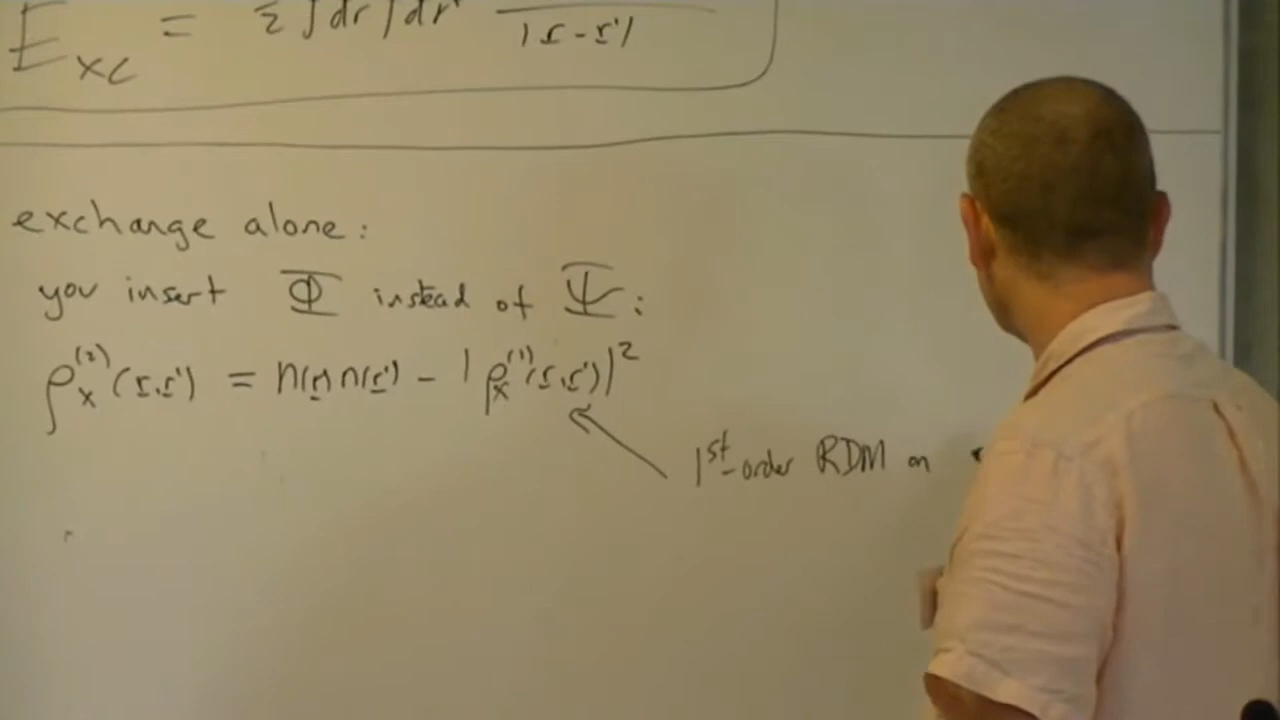 E_xc = ½ ∫dr ∫dr' / |r - r'|
exchange alone:
you insert Φ instead of Ψ:
ρ_x^(2)(r,r') = n(r) n(r') - |ρ_x^(1)(r,r')|²
1st-order RDM on